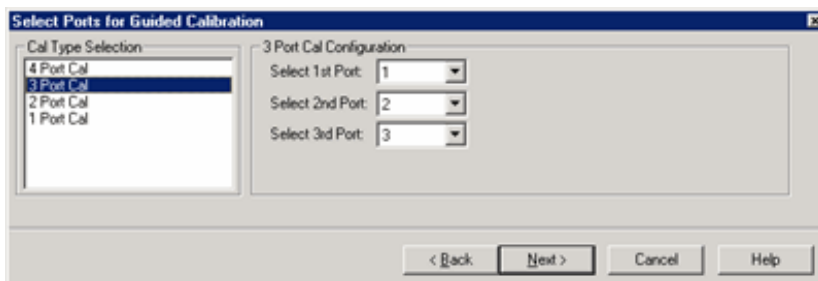 Select Ports for Guided Calibration
Cal Type Selection
4 Port Cal
3 Port Cal
2 Port Cal
1 Port Cal
3 Port Cal Configuration
Select 1st Port: 1
Select 2nd Port: 2
Select 3rd Port: 3
< Back
Next >
Cancel
Help